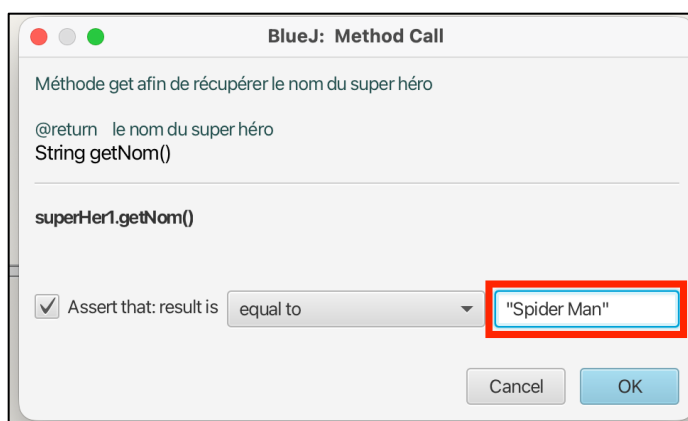 BlueJ: Method Call
Méthode get afin de récupérer le nom du super héro
@return le nom du super héro
String getNom()
superHer1.getNom()
Assert that: result is equal to "Spider Man"
Cancel OK